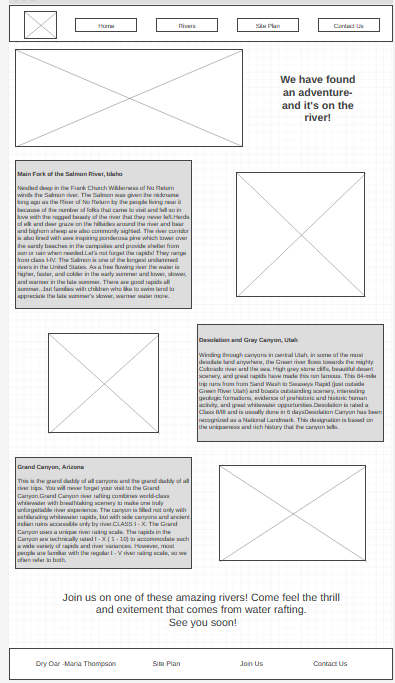 Home
Rivers
Site Plan
Contact Us
We have found
an adventure-
and it's on the
river!
Main Fork of the Salmon River, Idaho
Nestled deep in the Frank Church Wilderness of No Return
winds the Salmon river. The Salmon was given the nickname
long ago as the River of No Return by the people living near it
because of the number of folks that came to visit and fell so in
love with the rugged beauty of the river that they never left.Herds
of elk and deer graze on the hillsides around the river and bear
and bighorn sheep are also commonly sighted. The river corridor
is also lined with awe inspiring ponderosa pine which tower over
the sandy beaches in the campsites and provide shelter from
sun or rain when needed.Let's not forget the rapids! They range
from class I-IV. The Salmon is one of the longest undammed
rivers in the United States. As a free flowing river the water is
higher, faster, and colder in the early summer and lower, slower,
and warmer in the late summer. There are good rapids all
summer...but families with children who like to swim tend to
appreciate the late summer's slower, warmer water more.
Desolation and Gray Canyon, Utah
Winding through canyons in central Utah, in some of the most
desolate land anywhere, the Green river flows towards the mighty
Colorado river and the sea. High grey stone cliffs, beautiful desert
scenery, and great rapids have made this run famous. This 84-mile
trip runs from from Sand Wash to Swaseys Rapid (just outside
Green River Utah) and boasts outstanding scenery, interesting
geologic formations, evidence of prehistoric and historic human
activity, and great whitewater opportunities.Desolation is rated a
Class II/III and is usually done in 6 daysDesolation Canyon has been
recognized as a National Landmark. This designation is based on
the uniqueness and rich history that the canyon tells.
Grand Canyon, Arizona
This is the grand daddy of all canyons and the grand daddy of all
river trips. You will never forget your visit to the Grand
Canyon.Grand Canyon river rafting combines world-class
whitewater with breathtaking scenery to make one truly
unforgettable river experience. The canyon is filled not only with
exhilarating whitewater rapids, but with side canyons and ancient
indian ruins accessible only by river.CLASS I - X: The Grand
Canyon uses a unique river rating scale. The rapids in the
Canyon are technically rated I - X ( 1 - 10) to accommodate such
a wide variety of rapids and river variances. However, most
people are familiar with the regular I - V river rating scale, so we
often refer to both.
Join us on one of these amazing rivers! Come feel the thrill
and exitement that comes from water rafting.
See you soon!
Dry Oar -Maria Thompson
Site Plan
Join Us
Contact Us